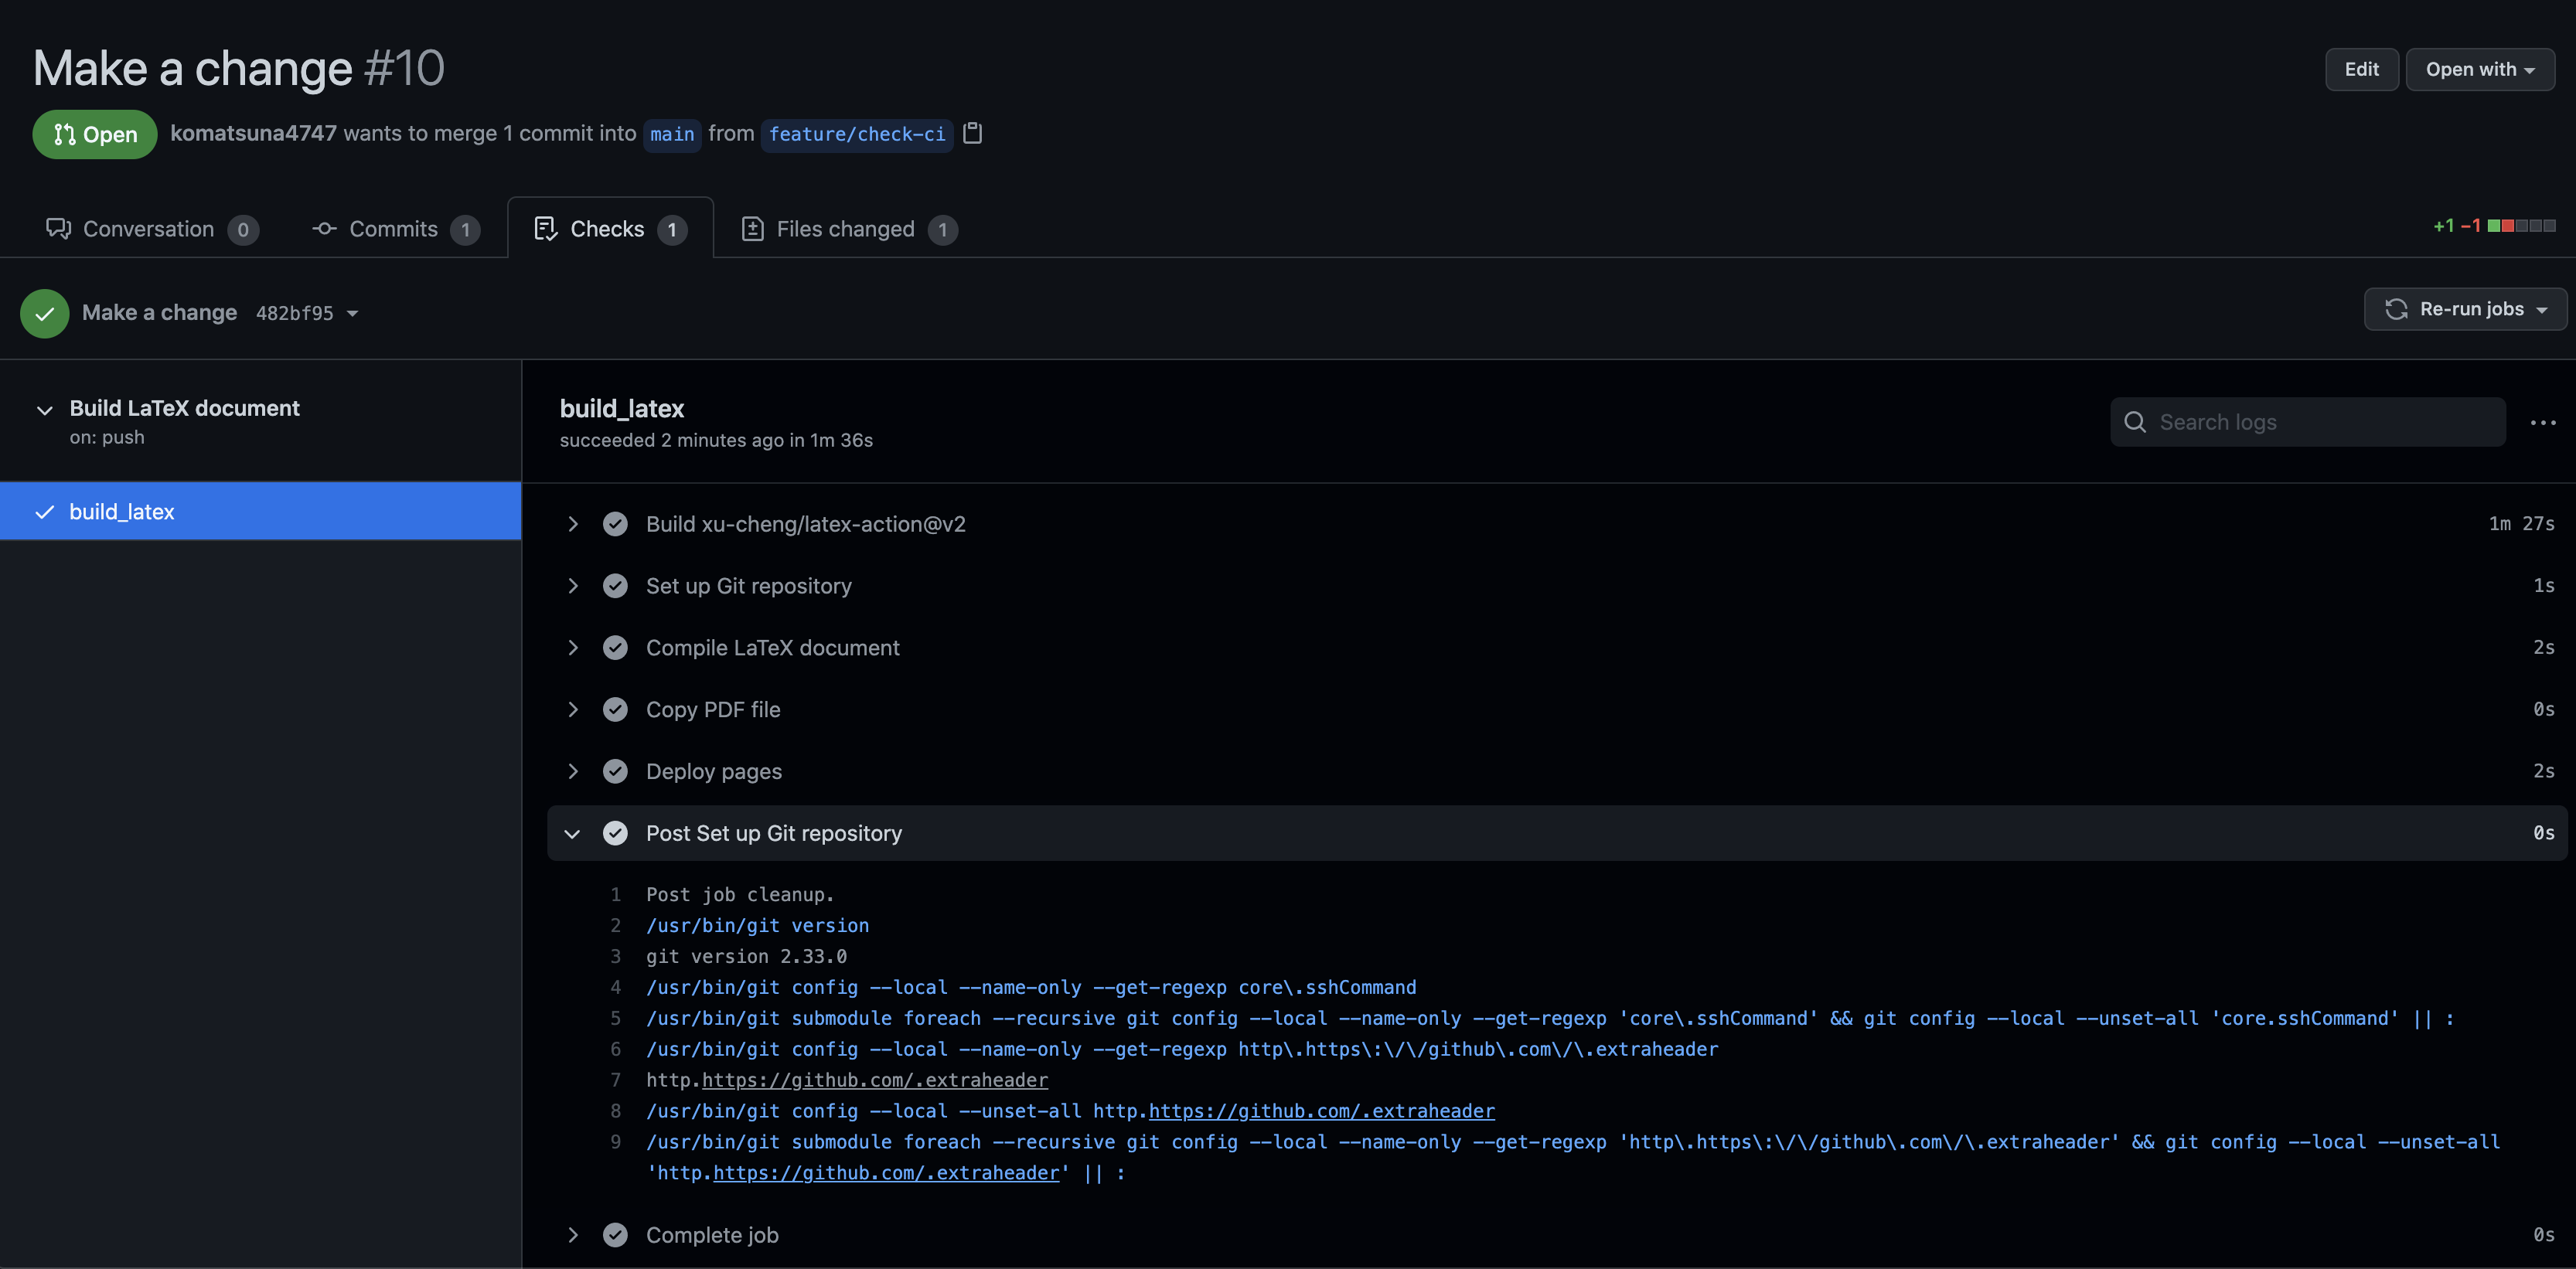 Make a change #10
Edit
Open with
Open
komatsuna4747 wants to merge 1 commit into main from feature/check-ci
Conversation 0
Commits 1
Checks 1
Files changed 1
+1 −1
Make a change 482bf95
Re-run jobs
Build LaTeX document
on: push
build_latex
build_latex
succeeded 2 minutes ago in 1m 36s
Search logs
Build xu-cheng/latex-action@v2 1m 27s
Set up Git repository 1s
Compile LaTeX document 2s
Copy PDF file 0s
Deploy pages 2s
Post Set up Git repository 0s
1 Post job cleanup.
2 /usr/bin/git version
3 git version 2.33.0
4 /usr/bin/git config --local --name-only --get-regexp core\.sshCommand
5 /usr/bin/git submodule foreach --recursive git config --local --name-only --get-regexp 'core\.sshCommand' && git config --local --unset-all 'core.sshCommand' || :
6 /usr/bin/git config --local --name-only --get-regexp http\.https\:\/\/github\.com\/\.extraheader
7 http.https://github.com/.extraheader
8 /usr/bin/git config --local --unset-all http.https://github.com/.extraheader
9 /usr/bin/git submodule foreach --recursive git config --local --name-only --get-regexp 'http\.https\:\/\/github\.com\/\.extraheader' && git config --local --unset-all
'http.https://github.com/.extraheader' || :
Complete job 0s